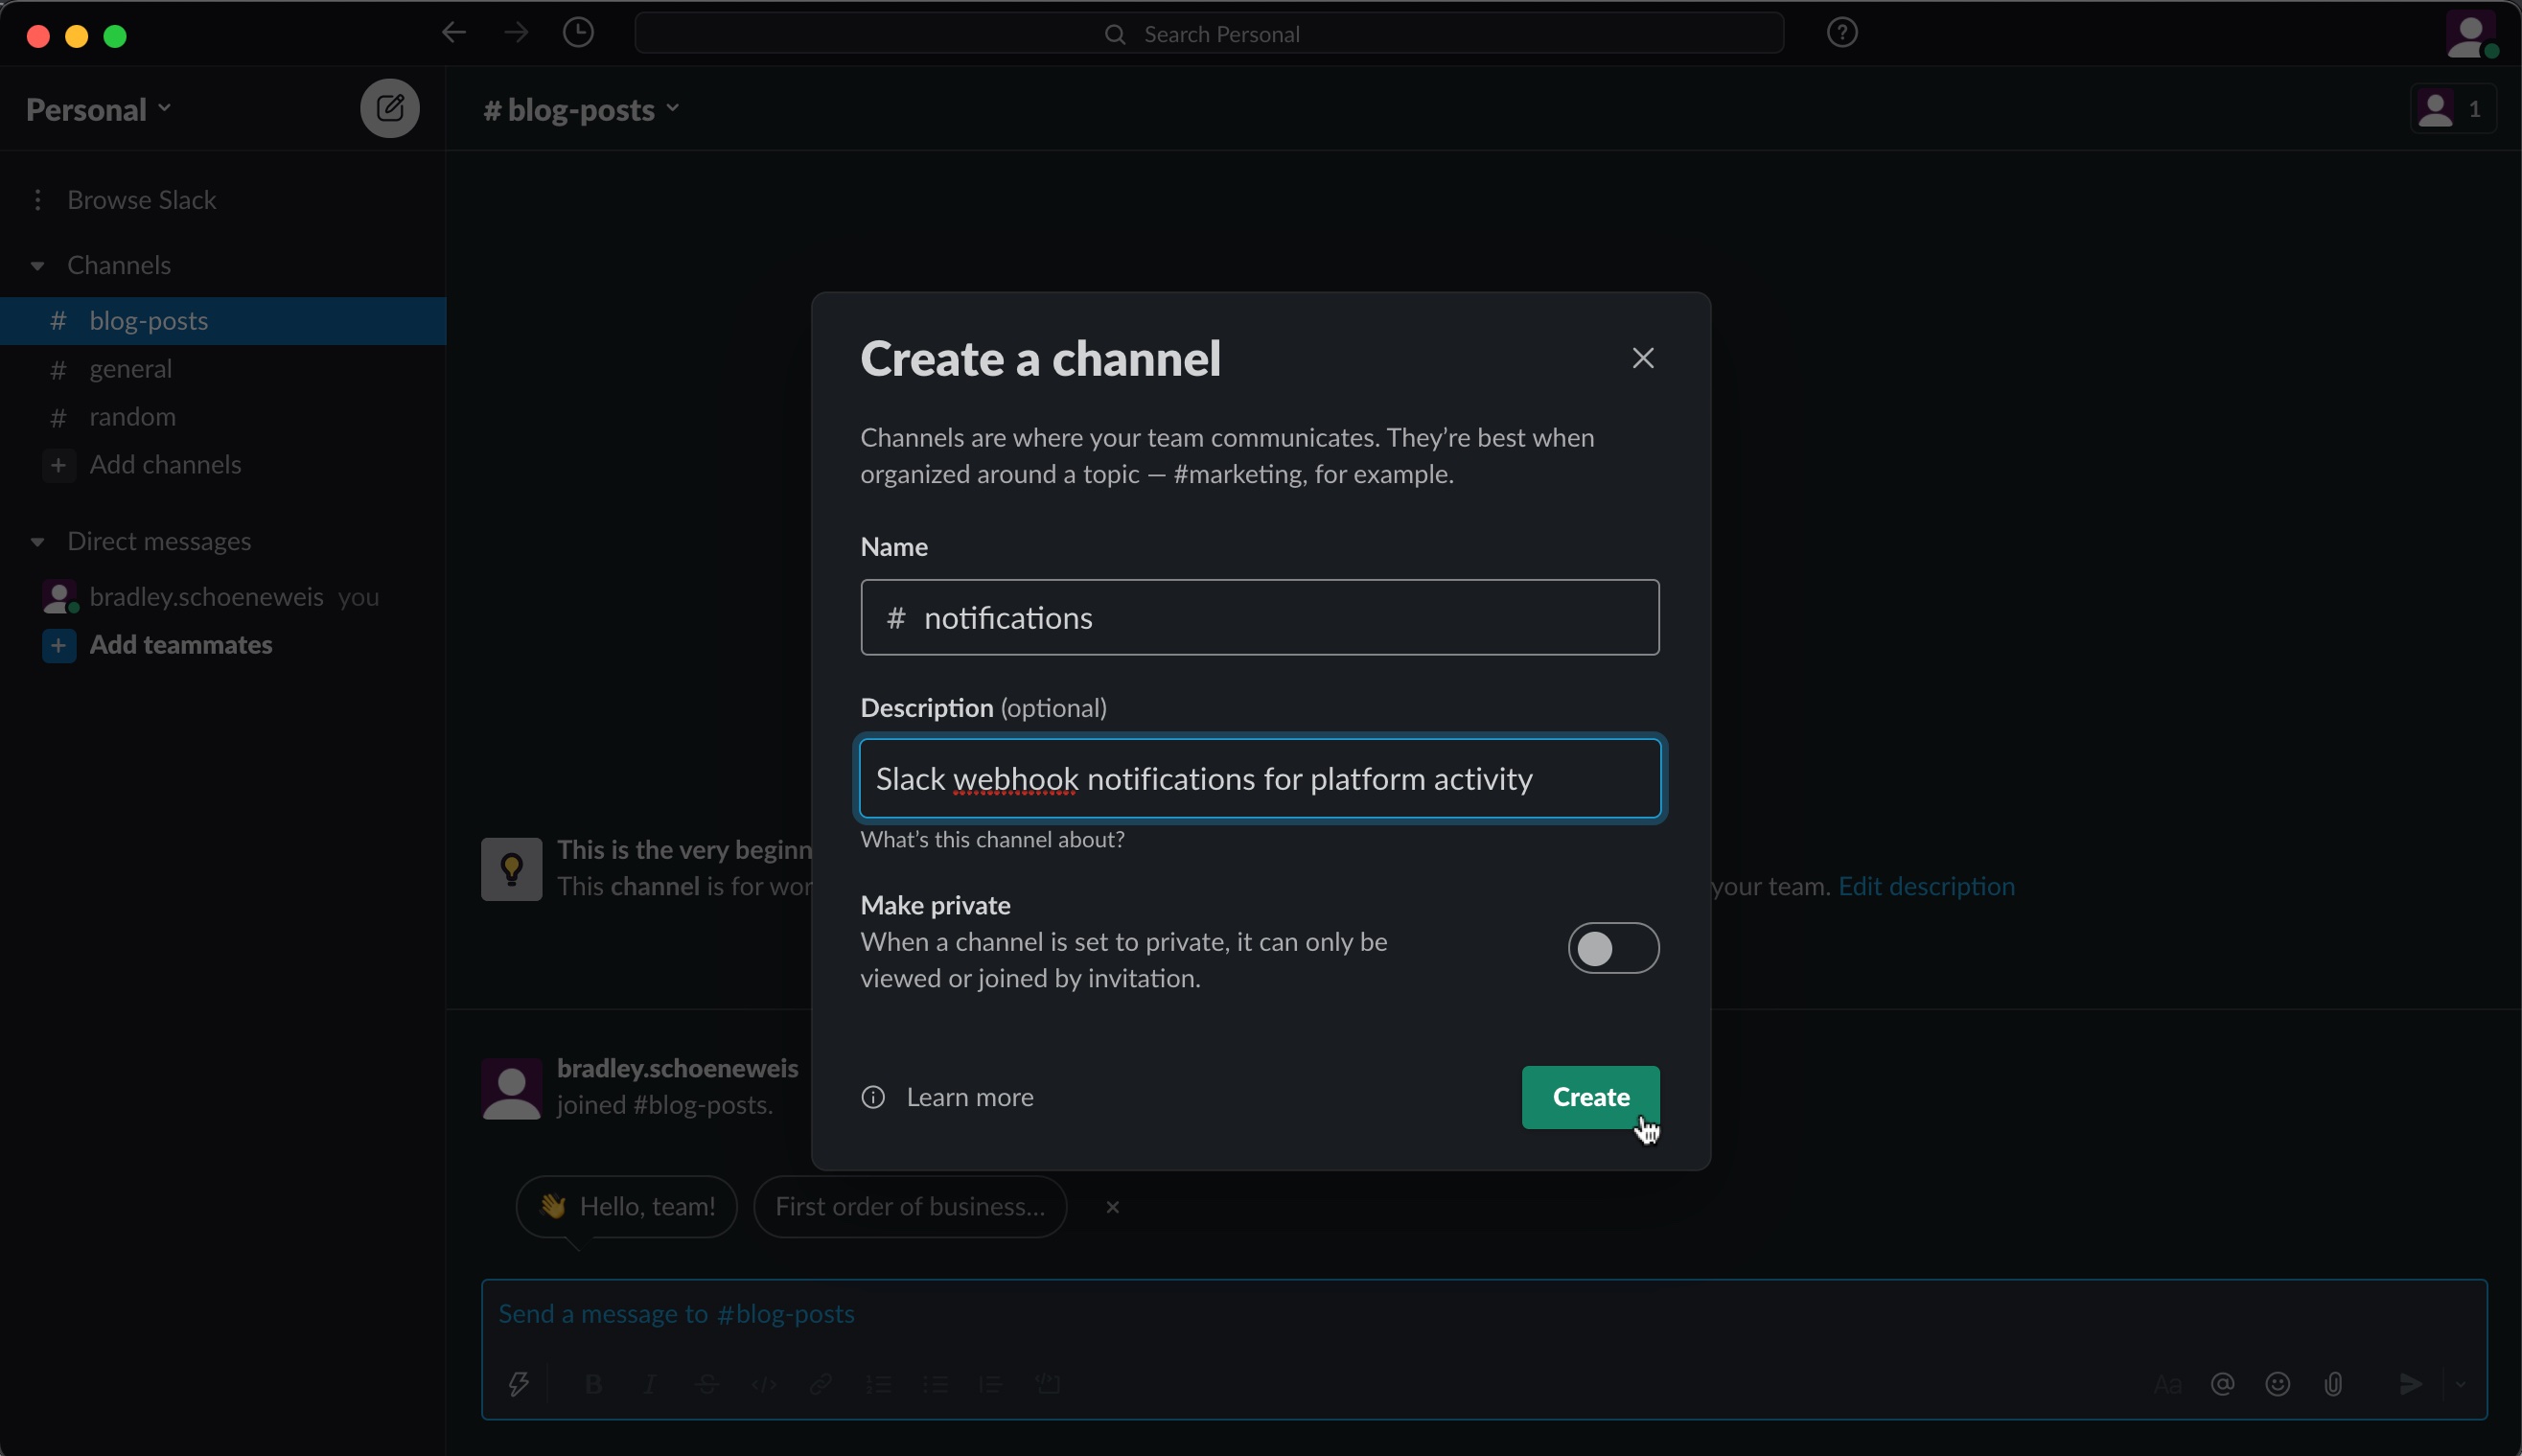 Search Personal
Personal
# blog-posts
1
Browse Slack
Channels
# blog-posts
# general
# random
+ Add channels
Direct messages
bradley.schoeneweis you
+ Add teammates
Create a channel
Channels are where your team communicates. They’re best when
organized around a topic — #marketing, for example.
Name
# notifications
Description (optional)
Slack webhook notifications for platform activity
What’s this channel about?
Make private
When a channel is set to private, it can only be
viewed or joined by invitation.
Learn more
Create
This is the very
This channel is for
your team. Edit description
bradley.schoeneweis
joined #blog-posts.
Hello, team!
First order of business...
Send a message to #blog-posts
B I S </>
Aa @